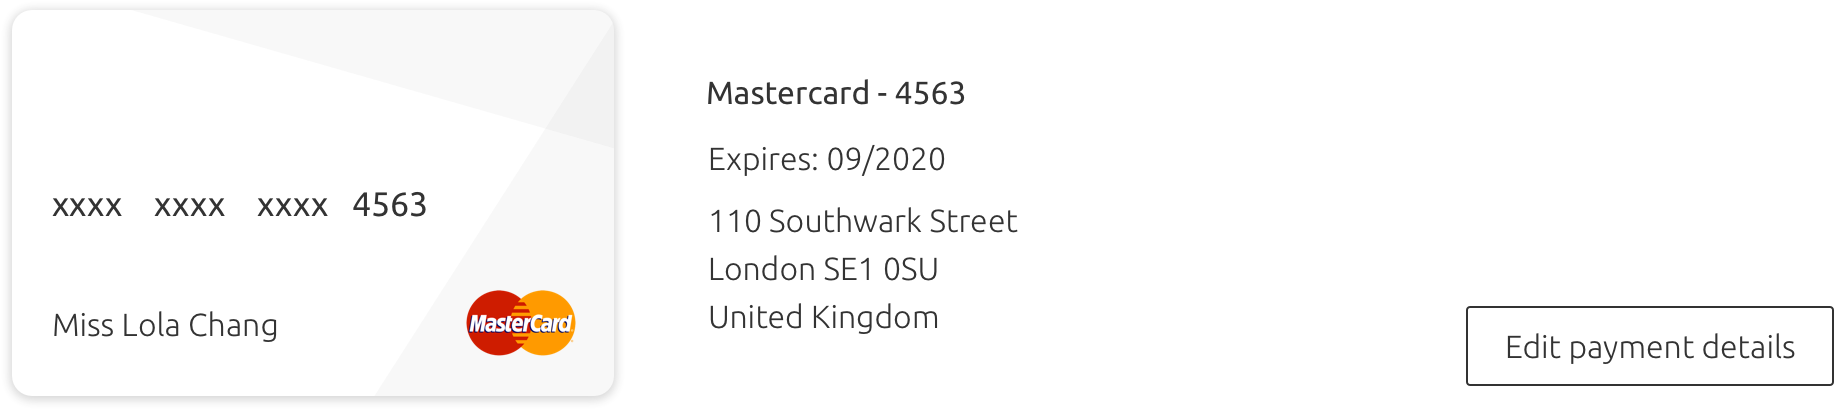 xxxx xxxx xxxx 4563
Miss Lola Chang
MasterCard
Mastercard - 4563
Expires: 09/2020
110 Southwark Street
London SE1 0SU
United Kingdom
Edit payment details